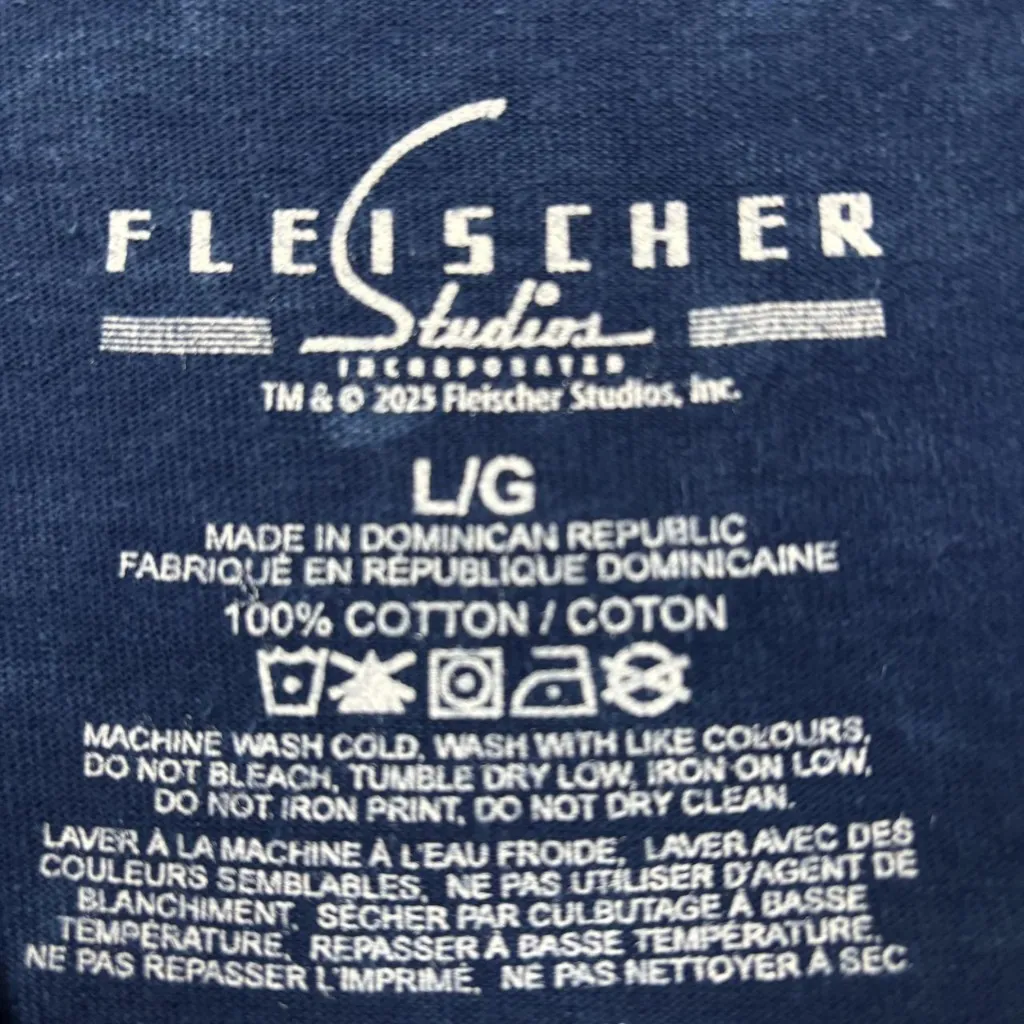 FLEISCHER
Studios
INCORPORATED
TM & © 2025 Fleischer Studios, Inc.
L/G
MADE IN DOMINICAN REPUBLIC
FABRIQUÉ EN RÉPUBLIQUE DOMINICAINE
100% COTTON / COTON
MACHINE WASH COLD, WASH WITH LIKE COLOURS,
DO NOT BLEACH, TUMBLE DRY LOW, IRON ON LOW,
DO NOT IRON PRINT, DO NOT DRY CLEAN.
LAVER À LA MACHINE À L'EAU FROIDE, LAVER AVEC DES
COULEURS SEMBLABLES, NE PAS UTILISER D'AGENT DE
BLANCHIMENT, SÉCHER PAR CULBUTAGE À BASSE
TEMPÉRATURE, REPASSER À BASSE TEMPÉRATURE,
NE PAS REPASSER L'IMPRIMÉ, NE PAS NETTOYER À SEC.